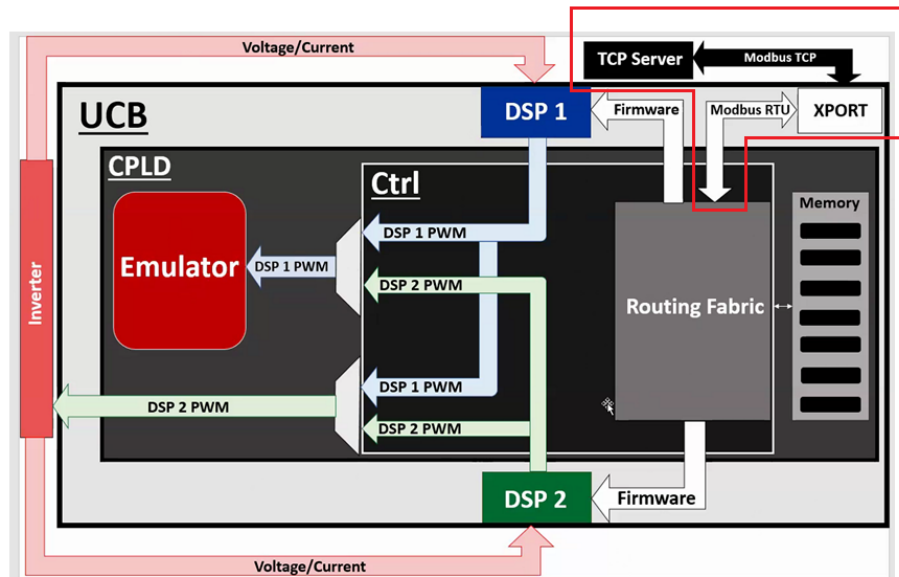 Voltage/Current
TCP Server
Modbus TCP
UCB
DSP 1
Firmware
Modbus RTU
XPORT
CPLD
Ctrl
Memory
DSP 1 PWM
Emulator
DSP 1 PWM
DSP 2 PWM
Routing Fabric
Inverter
DSP 1 PWM
DSP 2 PWM
DSP 2 PWM
DSP 2
Firmware
Voltage/Current